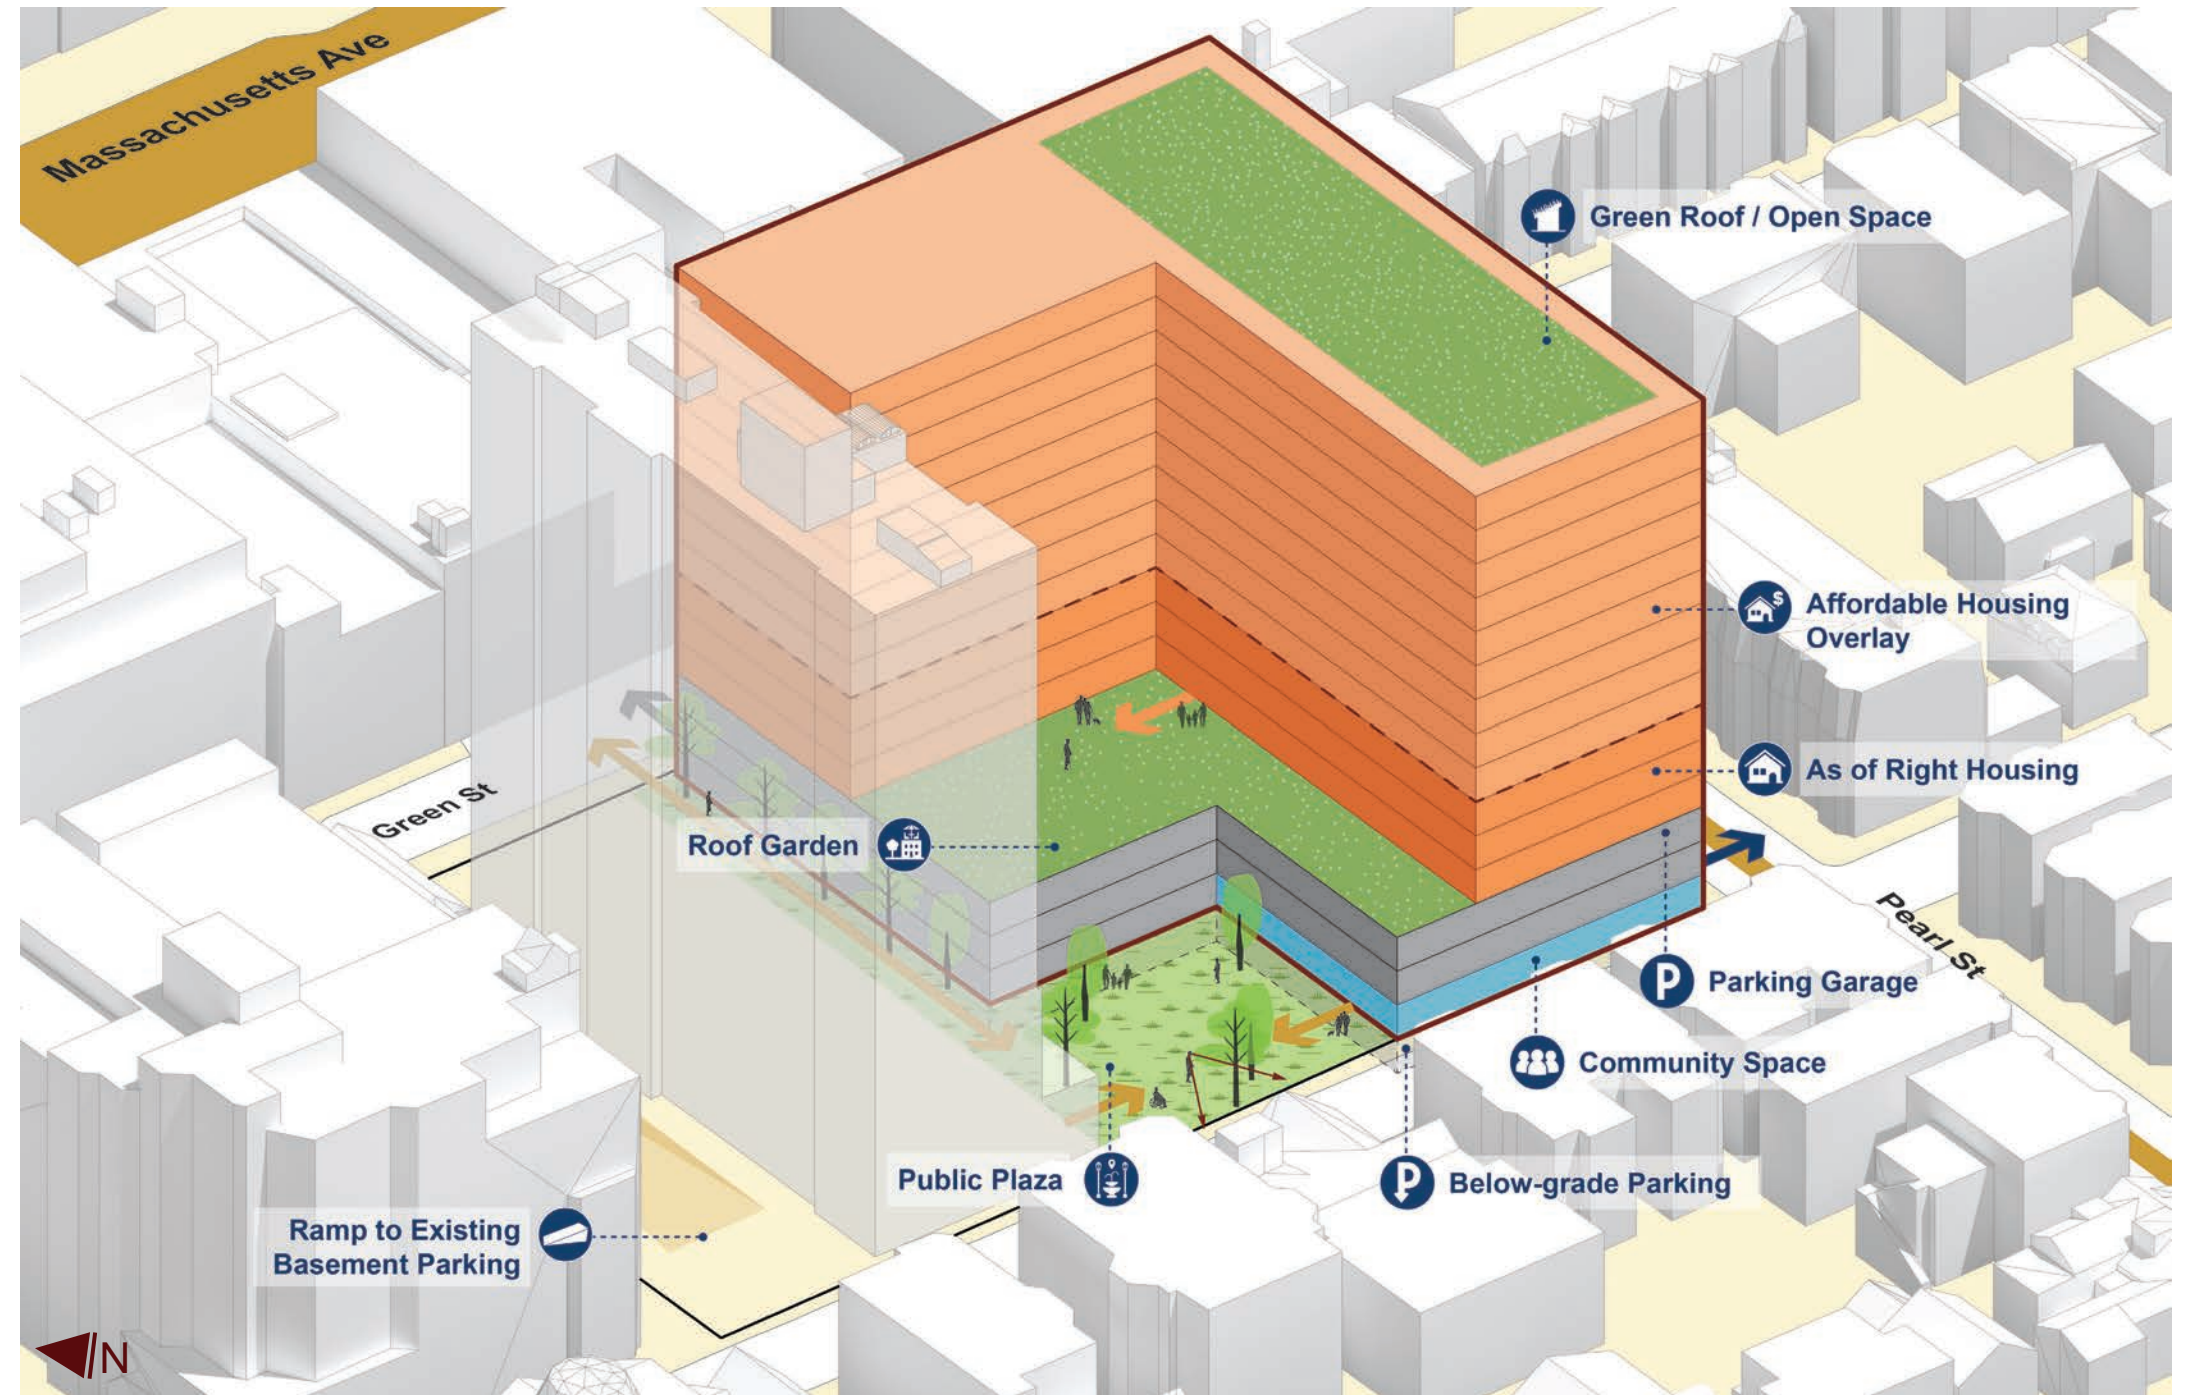 Massachusetts Ave
Green Roof / Open Space
$
Affordable Housing
Overlay
As of Right Housing
Green St
Roof Garden
Pearl St
P
Parking Garage
Community Space
Public Plaza
P
Below-grade Parking
Ramp to Existing
Basement Parking
N